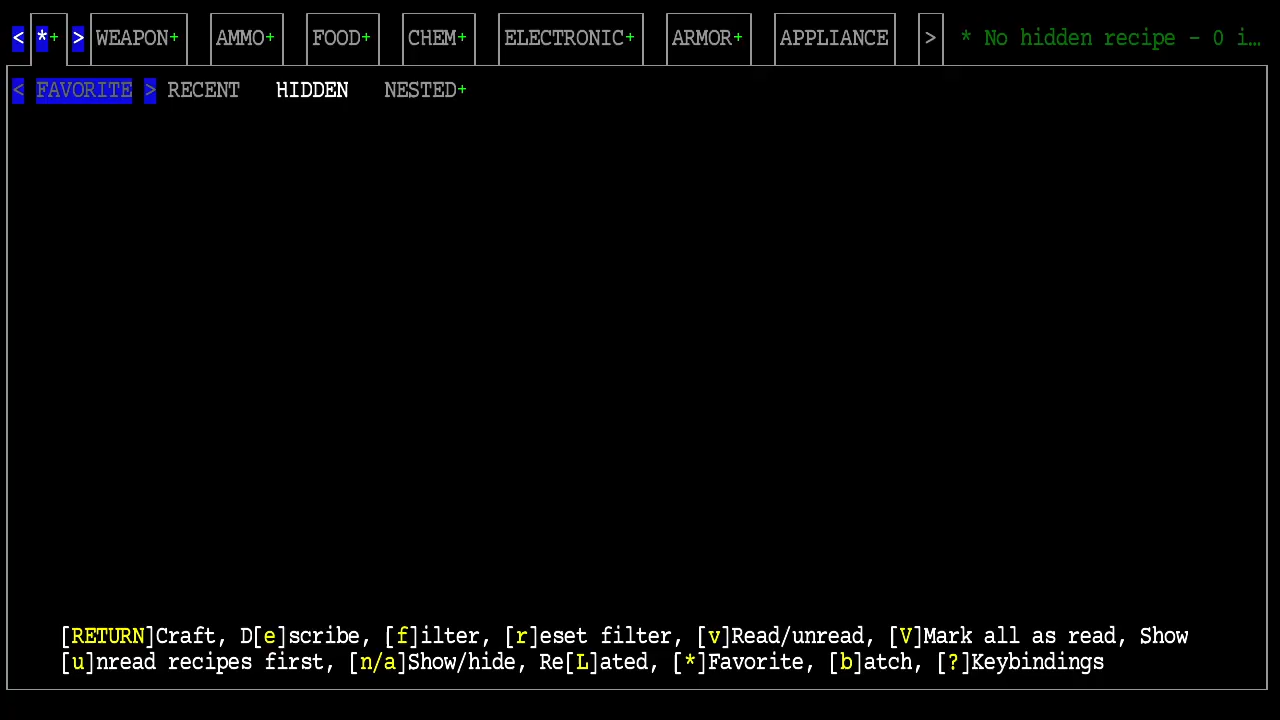 < *+ > WEAPON+ AMMO+ FOOD+ CHEM+ ELECTRONIC+ ARMOR+ APPLIANCE > * No hidden recipe - 0 i…
< FAVORITE > RECENT HIDDEN NESTED+
[RETURN]Craft, D[e]scribe, [f]ilter, [r]eset filter, [v]Read/unread, [V]Mark all as read, Show
[u]nread recipes first, [n/a]Show/hide, Re[L]ated, [*]Favorite, [b]atch, [?]Keybindings